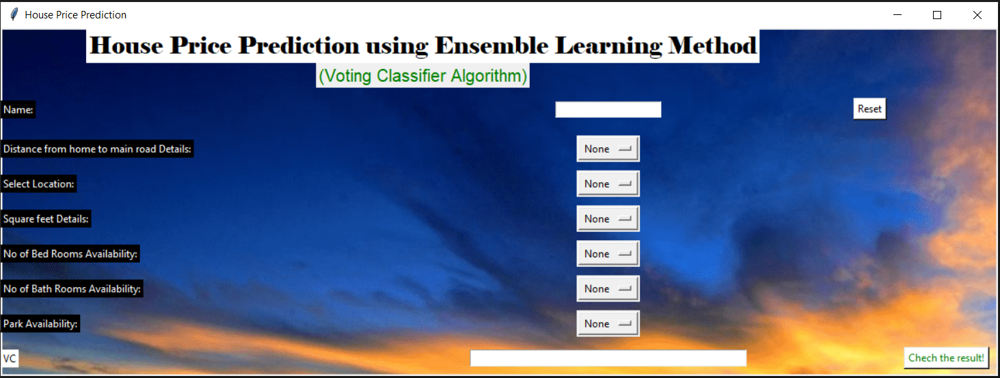 House Price Prediction
House Price Prediction using Ensemble Learning Method
(Voting Classifier Algorithm)
Name: Reset
Distance from home to main road Details: None
Select Location: None
Square feet Details: None
No of Bed Rooms Availability: None
No of Bath Rooms Availability: None
Park Availability: None
VC Chech the result!